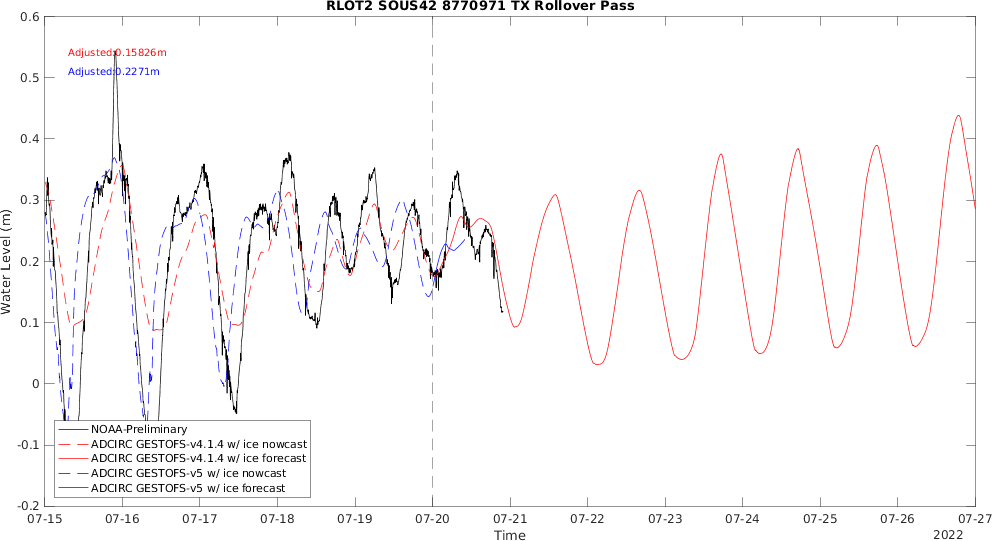 RLOT2 SOUS42 8770971 TX Rollover Pass
0.6
0.5
0.4
0.3
0.2
0.1
0
-0.1
-0.2
Water Level (m)
Adjusted:0.15826m
Adjusted:0.2271m
NOAA-Preliminary
ADCIRC GESTOFS-v4.1.4 w/ ice nowcast
ADCIRC GESTOFS-v4.1.4 w/ ice forecast
ADCIRC GESTOFS-v5 w/ ice nowcast
ADCIRC GESTOFS-v5 w/ ice forecast
07-15 07-16 07-17 07-18 07-19 07-20 07-21 07-22 07-23 07-24 07-25 07-26 07-27
Time
2022